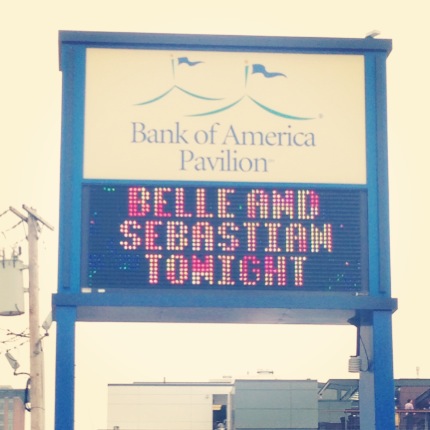 Bank of America
Pavilion
BELLE AND
SEBASTIAN
TONIGHT